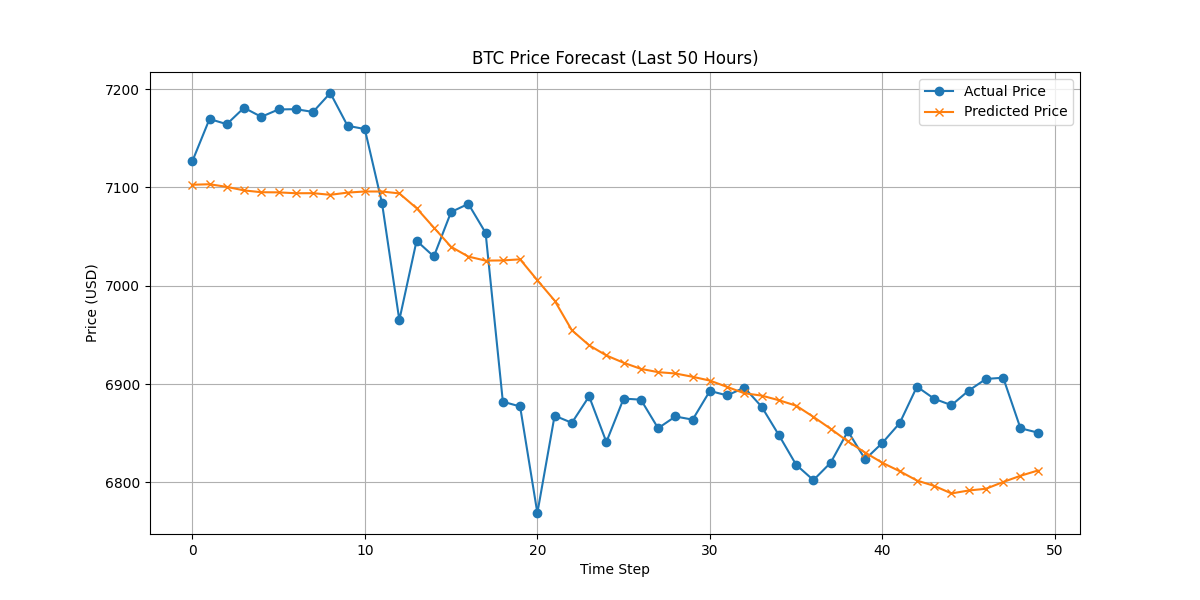 BTC Price Forecast (Last 50 Hours)
Actual Price
Predicted Price
7200
7100
7000
6900
6800
Price (USD)
0 10 20 30 40 50
Time Step